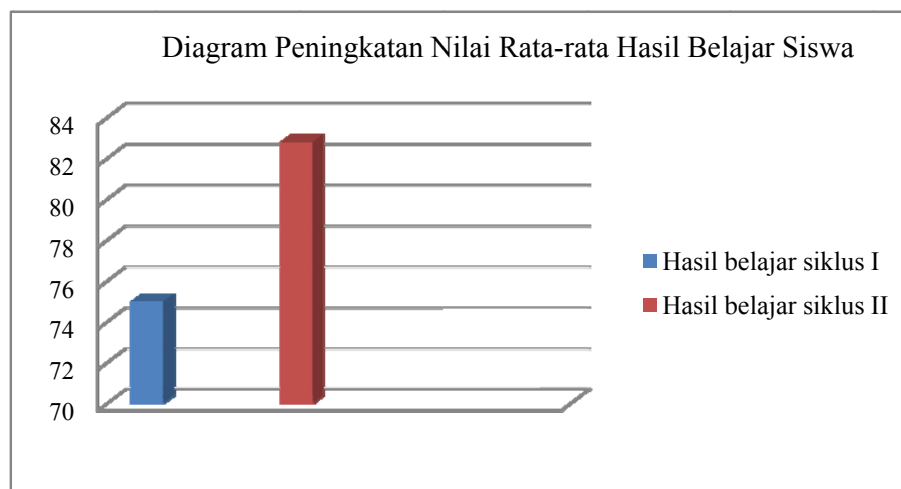 Diagram Peningkatan Nilai Rata-rata Hasil Belajar Siswa
84
82
80
78
76
74
72
70
Hasil belajar siklus I
Hasil belajar siklus II